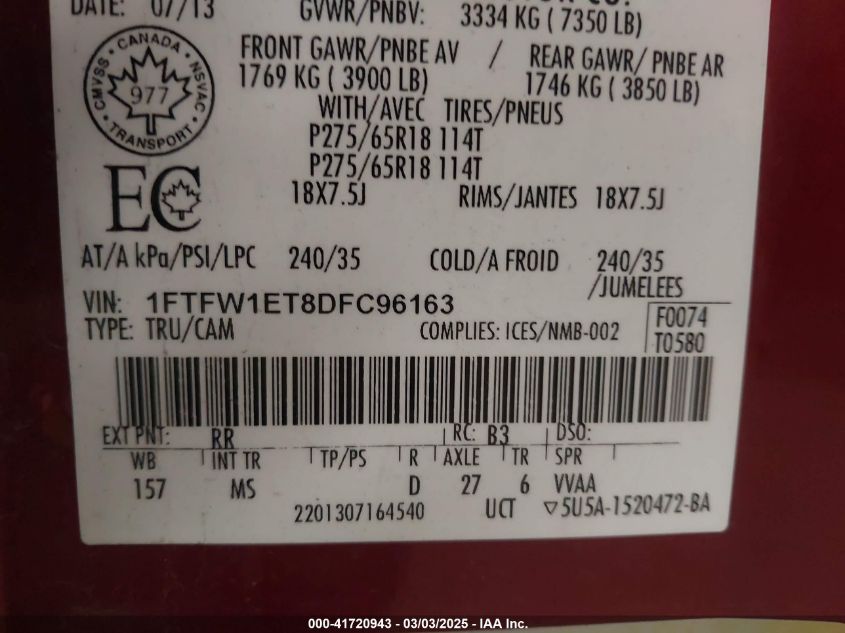 DATE: 07/13 GVWR/PNBV: 3334 KG ( 7350 LB)
FRONT GAWR/PNBE AV / REAR GAWR/ PNBE AR
1769 KG ( 3900 LB) 1746 KG ( 3850 LB)
WITH/AVEC TIRES/PNEUS
P275/65R18 114T
P275/65R18 114T
18X7.5J RIMS/JANTES 18X7.5J
CANADA
CMVSS NSVAC
977
TRANSPORT
EC
AT/A kPa/PSI/LPC 240/35 COLD/A FROID 240/35
/JUMELEES
VIN: 1FTFW1ET8DFC96163
TYPE: TRU/CAM COMPLIES: ICES/NMB-002
F0074
T0580
EXT PNT: RR RC: B3 DSO:
WB INT TR TP/PS R AXLE TR SPR
157 MS D 27 6 VVAA
2201307164540 UCT 5U5A-1520472-BA
000-41720943 - 03/03/2025 - IAA Inc.